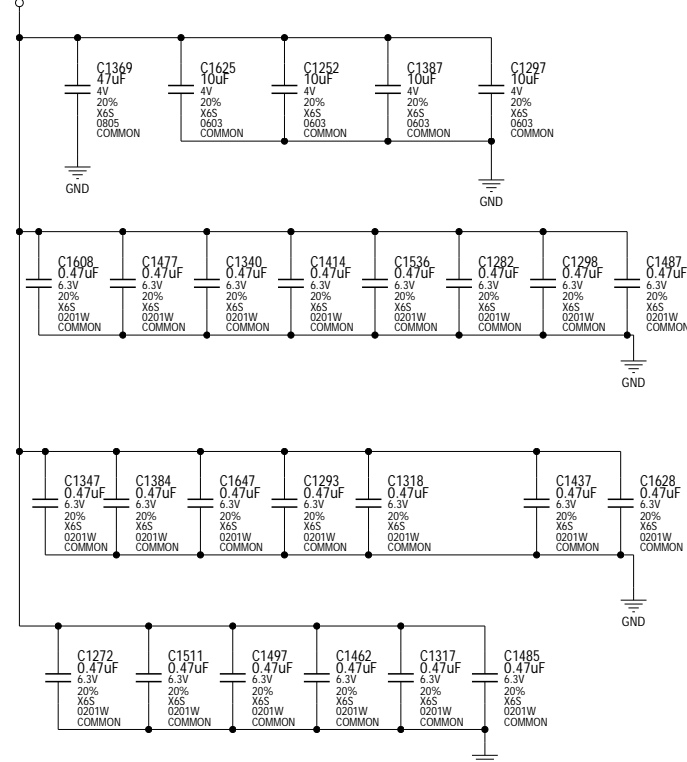 C1369
47uF
4V
20%
X6S
0805
COMMON
C1625
10uF
4V
20%
X6S
0603
COMMON
C1252
10uF
4V
20%
X6S
0603
COMMON
C1387
10uF
4V
20%
X6S
0603
COMMON
C1297
10uF
4V
20%
X6S
0603
COMMON
GND
GND
C1608
0.47uF
6.3V
20%
X6S
0201W
COMMON
C1477
0.47uF
6.3V
20%
X6S
0201W
COMMON
C1340
0.47uF
6.3V
20%
X6S
0201W
COMMON
C1414
0.47uF
6.3V
20%
X6S
0201W
COMMON
C1536
0.47uF
6.3V
20%
X6S
0201W
COMMON
C1282
0.47uF
6.3V
20%
X6S
0201W
COMMON
C1298
0.47uF
6.3V
20%
X6S
0201W
COMMON
C1487
0.47uF
6.3V
20%
X6S
0201W
COMMON
GND
C1347
0.47uF
6.3V
20%
X6S
0201W
COMMON
C1384
0.47uF
6.3V
20%
X6S
0201W
COMMON
C1647
0.47uF
6.3V
20%
X6S
0201W
COMMON
C1293
0.47uF
6.3V
20%
X6S
0201W
COMMON
C1318
0.47uF
6.3V
20%
X6S
0201W
COMMON
C1437
0.47uF
6.3V
20%
X6S
0201W
COMMON
C1628
0.47uF
6.3V
20%
X6S
0201W
COMMON
GND
C1272
0.47uF
6.3V
20%
X6S
0201W
COMMON
C1511
0.47uF
6.3V
20%
X6S
0201W
COMMON
C1497
0.47uF
6.3V
20%
X6S
0201W
COMMON
C1462
0.47uF
6.3V
20%
X6S
0201W
COMMON
C1317
0.47uF
6.3V
20%
X6S
0201W
COMMON
C1485
0.47uF
6.3V
20%
X6S
0201W
COMMON